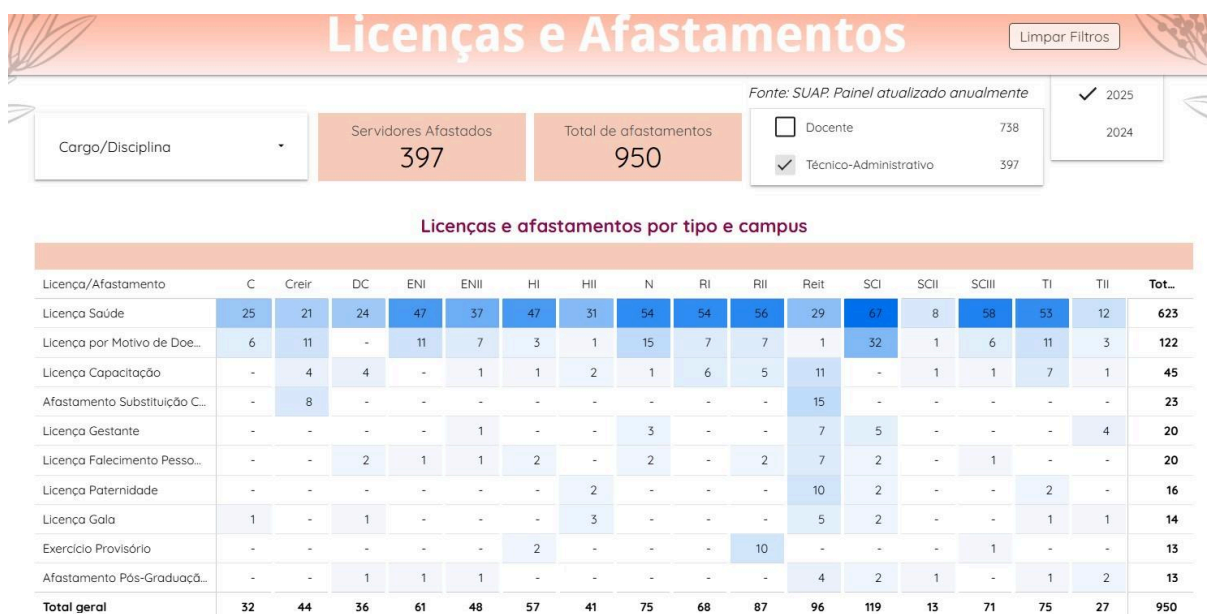 Licenças e Afastamentos
Limpar Filtros
Fonte: SUAP. Painel atualizado anualmente
2025
2024
Cargo/Disciplina
Servidores Afastados
397
Total de afastamentos
950
Docente 738
Técnico-Administrativo 397
Licenças e afastamentos por tipo e campus
Licença/Afastamento C Creir DC ENI ENII HI HII N RI RII Reit SCI SCII SCIII TI TII Tot...
Licença Saúde 25 21 24 47 37 47 31 54 54 56 29 67 8 58 53 12 623
Licença por Motivo de Doe... 6 11 - 11 7 3 1 15 7 7 1 32 1 6 11 3 122
Licença Capacitação - 4 4 - 1 1 2 1 6 5 11 - 1 1 7 1 45
Afastamento Substituição C... - 8 - - - - - - - - 15 - - - - - 23
Licença Gestante - - - - 1 - - 3 - - 7 5 - - - 4 20
Licença Falecimento Pesso... - - 2 1 1 2 - 2 - 2 7 2 - 1 - - 20
Licença Paternidade - - - - - - 2 - - - 10 2 - - 2 - 16
Licença Gala 1 - 1 - - - 3 - - - 5 2 - - 1 1 14
Exercício Provisório - - - - - 2 - - - 10 - - - 1 - - 13
Afastamento Pós-Graduaçã... - - 1 1 1 - - - - - 4 2 1 - 1 2 13
Total geral 32 44 36 61 48 57 41 75 68 87 96 119 13 71 75 27 950